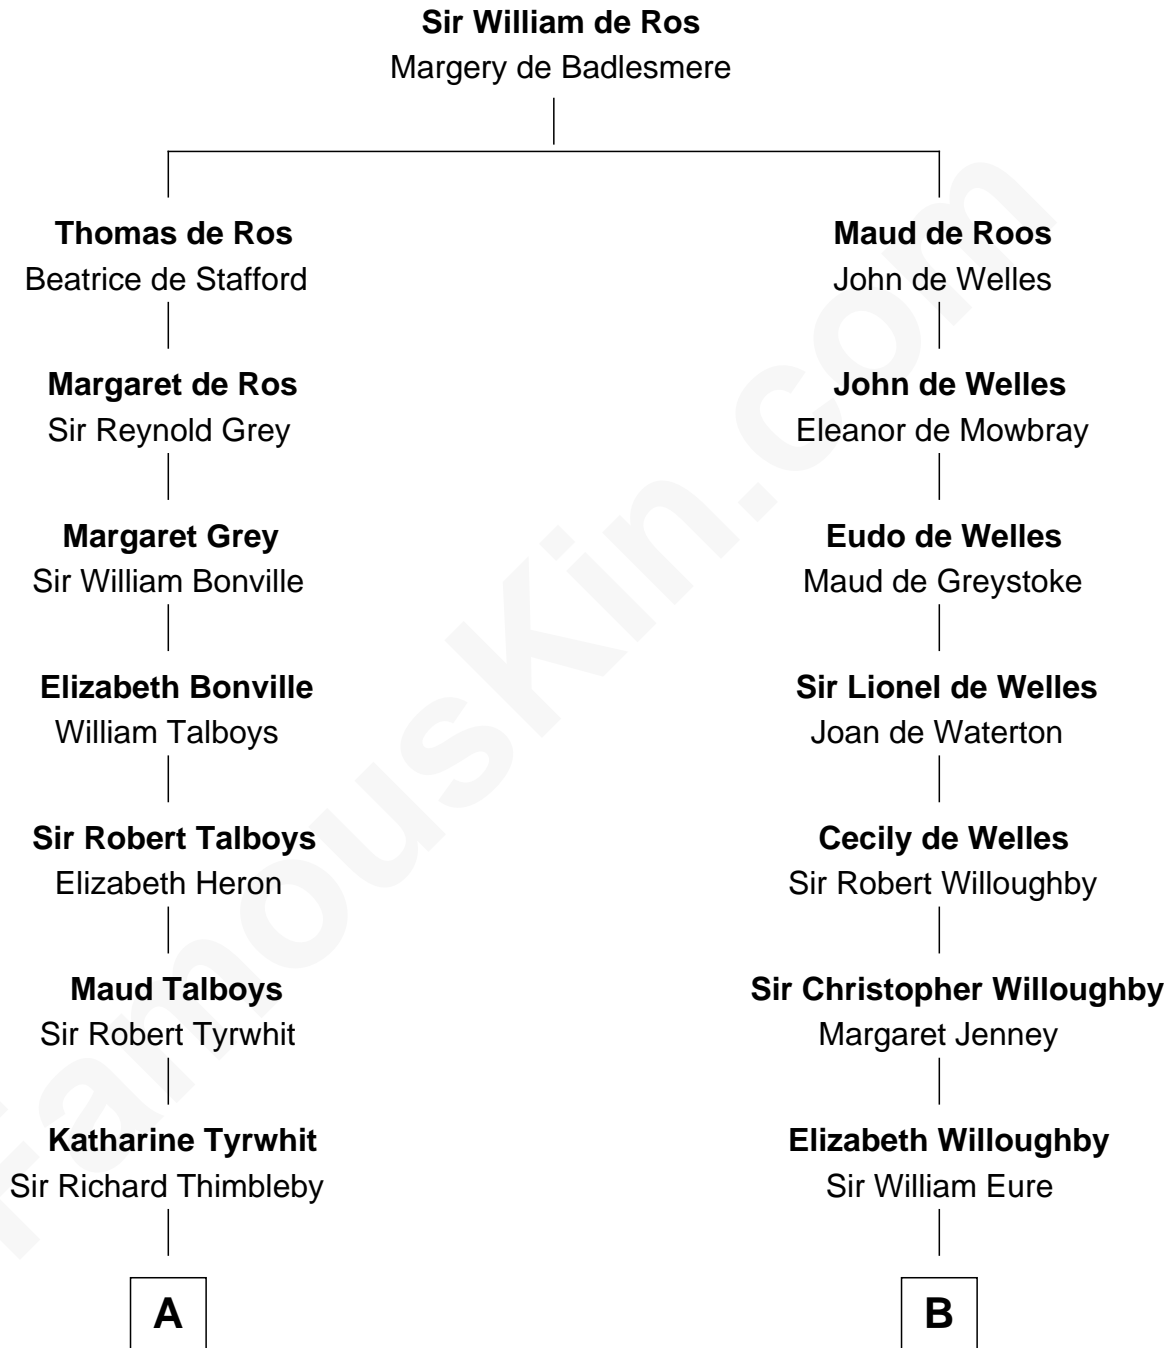 Sir William de Ros
Margery de Badlesmere
Thomas de Ros
Beatrice de Stafford
Maud de Roos
John de Welles
Margaret de Ros
Sir Reynold Grey
John de Welles
Eleanor de Mowbray
Margaret Grey
Sir William Bonville
Eudo de Welles
Maud de Greystoke
Elizabeth Bonville
William Talboys
Sir Lionel de Welles
Joan de Waterton
Sir Robert Talboys
Elizabeth Heron
Cecily de Welles
Sir Robert Willoughby
Maud Talboys
Sir Robert Tyrwhit
Sir Christopher Willoughby
Margaret Jenney
Katharine Tyrwhit
Sir Richard Thimbleby
Elizabeth Willoughby
Sir William Eure
A
B
FamousKin.com